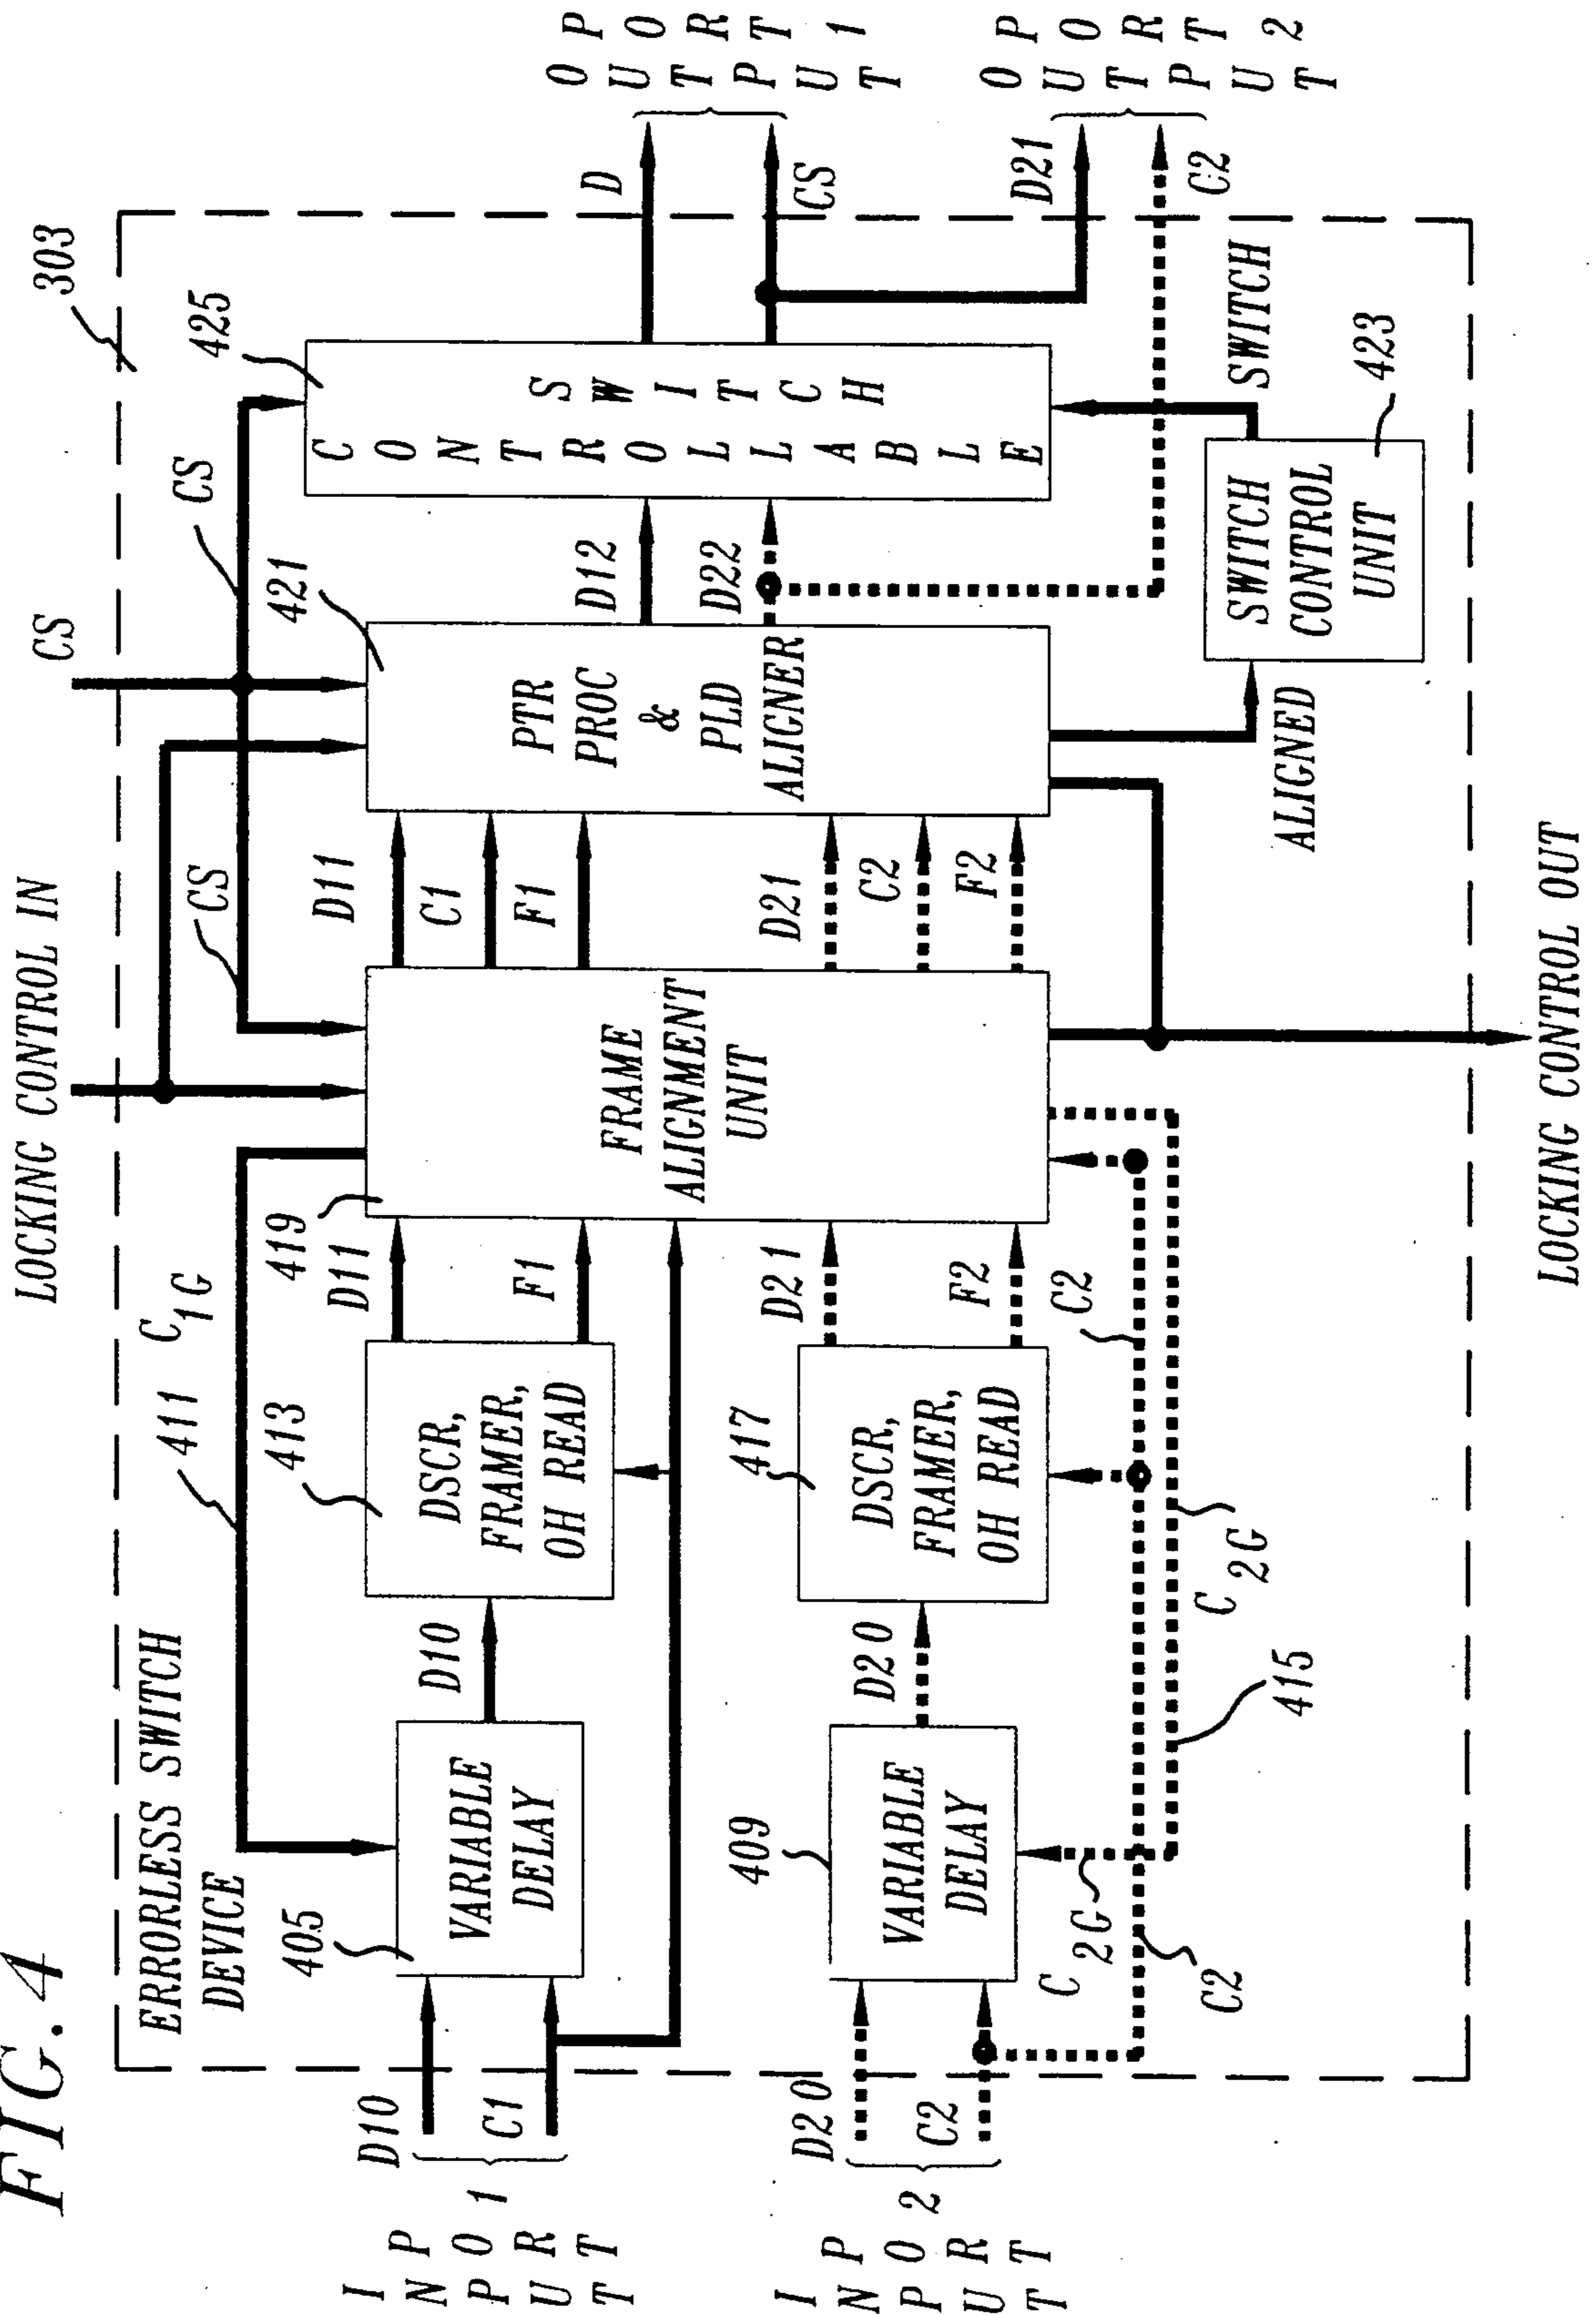 FIG. 4
ERRORLESS SWITCH
DEVICE
303
LOCKING CONTROL IN
CS
411
C1G
CS
CS
INPUT
PORT 1
D10
C1
405
VARIABLE
DELAY
D10
413
DSCR,
FRAMER,
OH READ
D11
F1
419
FRAME
ALIGNMENT
UNIT
D11
C1
F1
D21
C2
F2
421
PTR
PROC
&
PLD
ALIGNER
D12
D22
425
CONTROLLABLE
SWITCH
D
CS
OUTPUT
PORT 1
D21
C2
OUTPUT
PORT 2
INPUT
PORT 2
D20
C2
409
VARIABLE
DELAY
D20
417
DSCR,
FRAMER,
OH READ
D21
F2
C2
C2G
C2
C2G
415
ALIGNED
SWITCH
CONTROL
UNIT
423
SWITCH
LOCKING CONTROL OUT